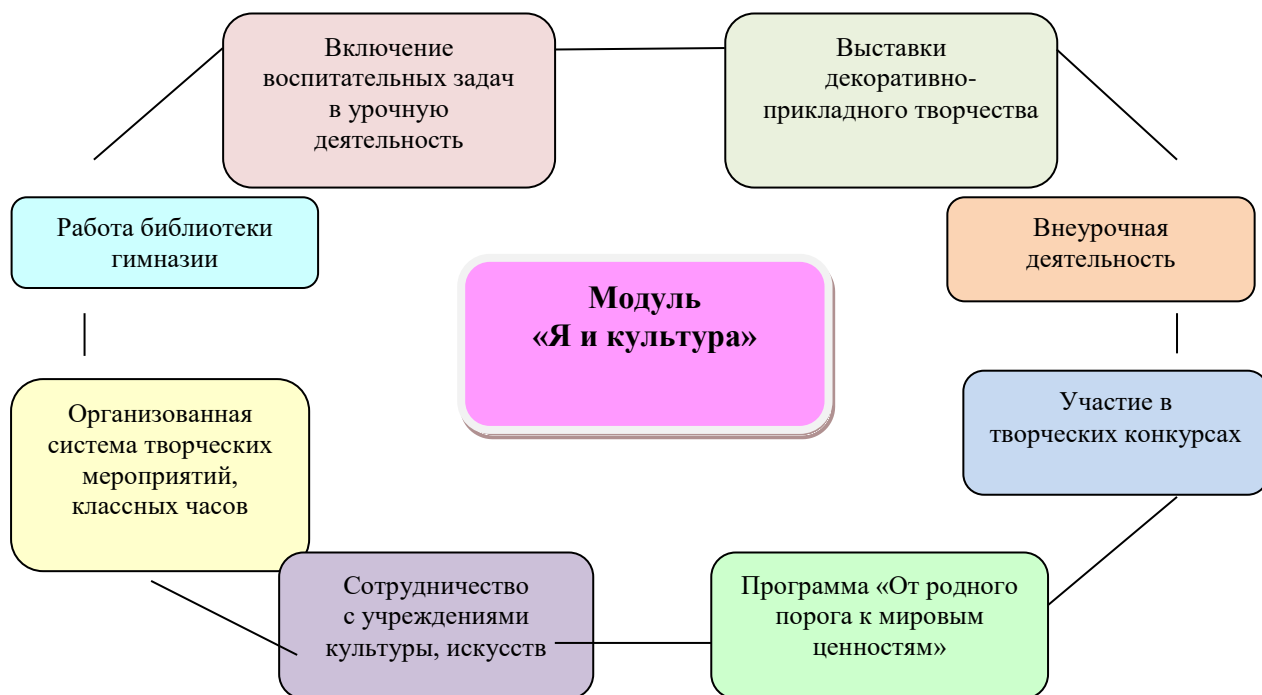 Включение
воспитательных задач
в урочную
деятельность
Выставки
декоративно-
прикладного творчества
Работа библиотеки
гимназии
Внеурочная
деятельность
Модуль
«Я и культура»
Организованная
система творческих
мероприятий,
классных часов
Участие в
творческих конкурсах
Сотрудничество
с учреждениями
культуры, искусств
Программа «От родного
порога к мировым
ценностям»